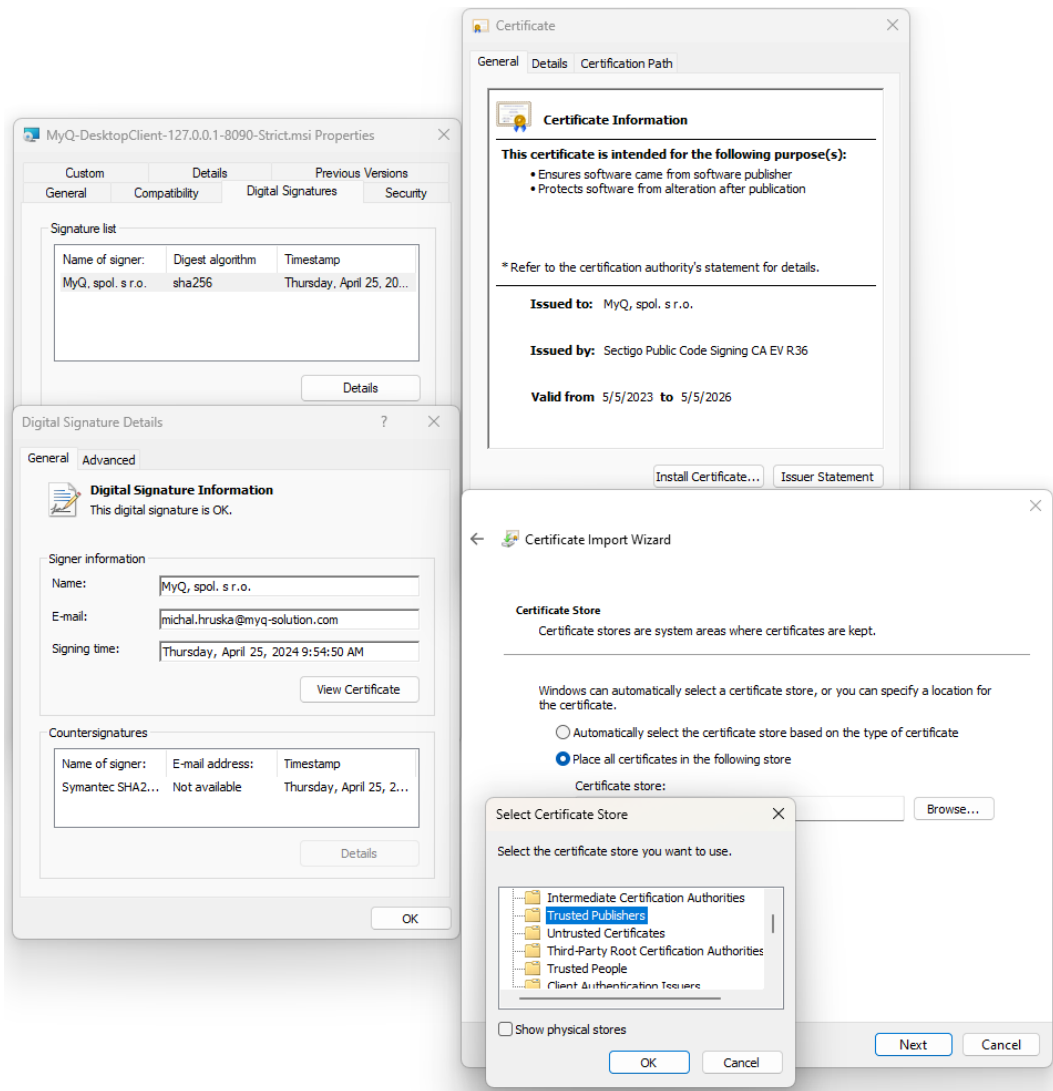 MyQ-DesktopClient-127.0.0.1-8090-Strict.msi Properties
Custom Details Previous Versions
General Compatibility Digital Signatures Security
Signature list
Name of signer: Digest algorithm Timestamp
MyQ, spol. s r.o. sha256 Thursday, April 25, 20...
Details
Digital Signature Details ?
General Advanced
Digital Signature Information
This digital signature is OK.
Signer information
Name: MyQ, spol. s r.o.
E-mail: michal.hruska@myq-solution.com
Signing time: Thursday, April 25, 2024 9:54:50 AM
View Certificate
Countersignatures
Name of signer: E-mail address: Timestamp
Symantec SHA2... Not available Thursday, April 25, 2...
Details
OK
Certificate
General Details Certification Path
Certificate Information
This certificate is intended for the following purpose(s):
• Ensures software came from software publisher
• Protects software from alteration after publication
* Refer to the certification authority's statement for details.
Issued to: MyQ, spol. s r.o.
Issued by: Sectigo Public Code Signing CA EV R36
Valid from 5/5/2023 to 5/5/2026
Install Certificate... Issuer Statement
Certificate Import Wizard
Certificate Store
Certificate stores are system areas where certificates are kept.
Windows can automatically select a certificate store, or you can specify a location for
the certificate.
Automatically select the certificate store based on the type of certificate
Place all certificates in the following store
Certificate store:
Browse...
Select Certificate Store
Select the certificate store you want to use.
Intermediate Certification Authorities
Trusted Publishers
Untrusted Certificates
Third-Party Root Certification Authorities
Trusted People
Client Authentication Issuers
Show physical stores
OK Cancel
Next Cancel